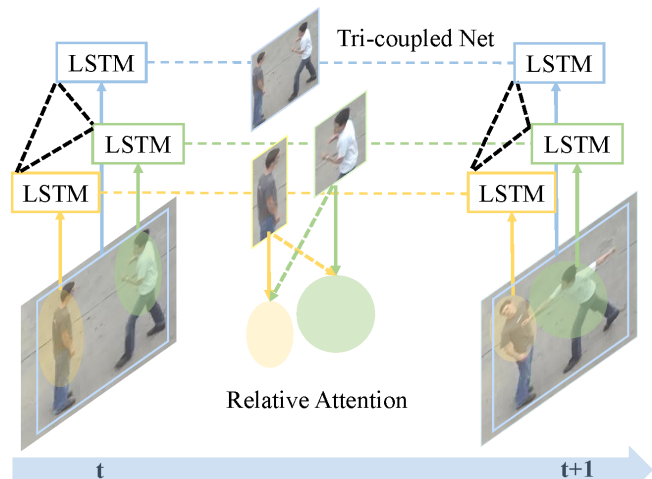 Tri-coupled Net
LSTM
LSTM
LSTM
LSTM
LSTM
LSTM
Relative Attention
t
t+1